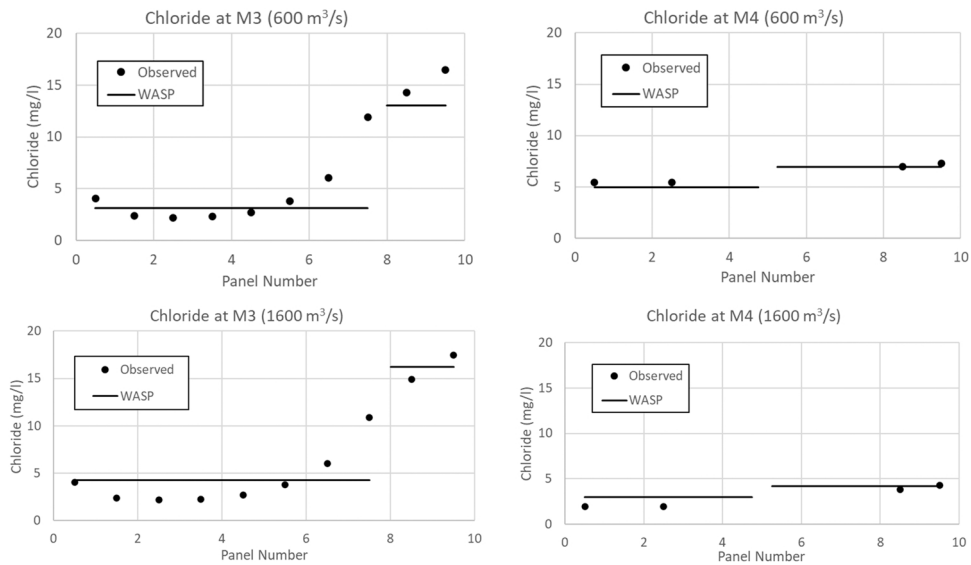 Chloride at M3 (600 m³/s)
20
15
10
5
0
Chloride (mg/l)
Observed
WASP
0 2 4 6 8 10
Panel Number
Chloride at M4 (600 m³/s)
20
15
10
5
0
Chloride (mg/l)
Observed
WASP
0 2 4 6 8 10
Panel Number
Chloride at M3 (1600 m³/s)
20
15
10
5
0
Chloride (mg/l)
Observed
WASP
0 2 4 6 8 10
Panel Number
Chloride at M4 (1600 m³/s)
20
15
10
5
0
Chloride (mg/l)
Observed
WASP
0 2 4 6 8 10
Panel Number